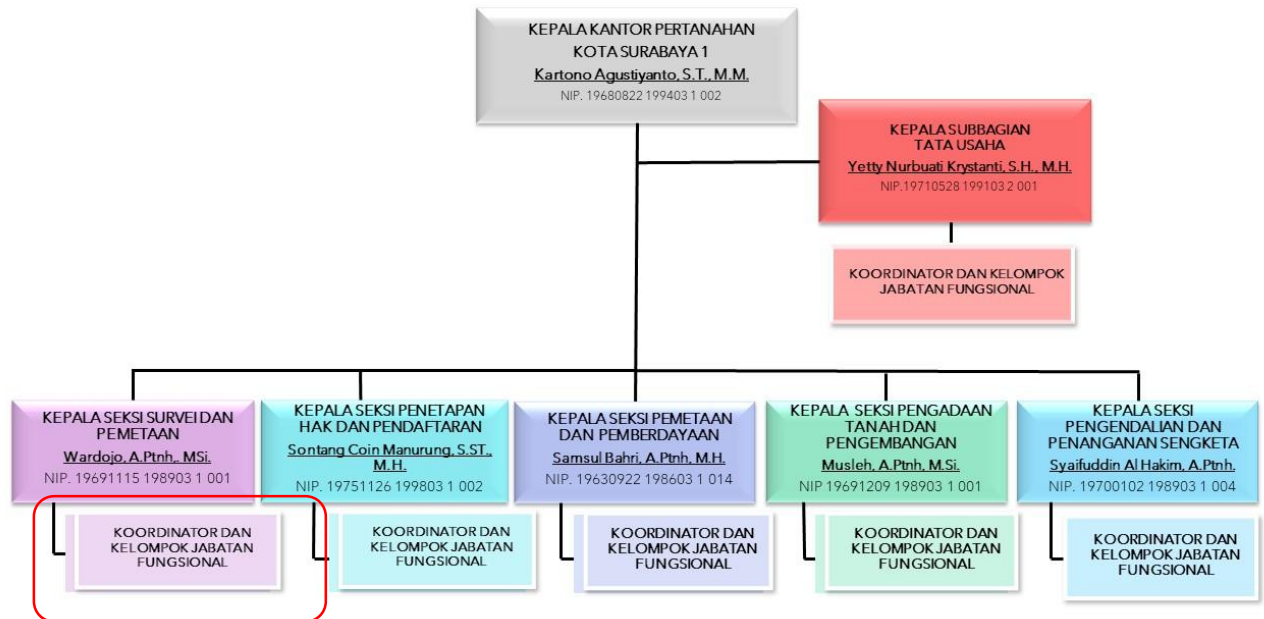 KEPALA KANTOR PERTANAHAN
KOTA SURABAYA 1
Kartono Agustiyanto, S.T., M.M.
NIP. 19680822 199403 1 002
KEPALA SUBBAGIAN
TATA USAHA
Yetty Nurbuati Krystanti, S.H., M.H.
NIP.19710528 199103 2 001
KOORDINATOR DAN KELOMPOK
JABATAN FUNGSIONAL
KEPALA SEKSI SURVEI DAN
PEMETAAN
Wardojo, A.Ptnh,. MSi.
NIP. 19691115 198903 1 001
KOORDINATOR DAN
KELOMPOK JABATAN
FUNGSIONAL
KEPALA SEKSI PENETAPAN
HAK DAN PENDAFTARAN
Sontang Coin Manurung, S.ST.,
M.H.
NIP. 19751126 199803 1 002
KOORDINATOR DAN
KELOMPOK JABATAN
FUNGSIONAL
KEPALA SEKSI PEMETAAN
DAN PEMBERDAYAAN
Samsul Bahri, A.Ptnh, M.H.
NIP. 19630922 198603 1 014
KOORDINATOR DAN
KELOMPOK JABATAN
FUNGSIONAL
KEPALA SEKSI PENGADAAN
TANAH DAN
PENGEMBANGAN
Musleh, A.Ptnh, M.Si.
NIP 19691209 198903 1 001
KOORDINATOR DAN
KELOMPOK JABATAN
FUNGSIONAL
KEPALA SEKSI
PENGENDALIAN DAN
PENANGANAN SENGKETA
Syaifuddin Al Hakim, A.Ptnh.
NIP. 19700102 198903 1 004
KOORDINATOR DAN
KELOMPOK JABATAN
FUNGSIONAL